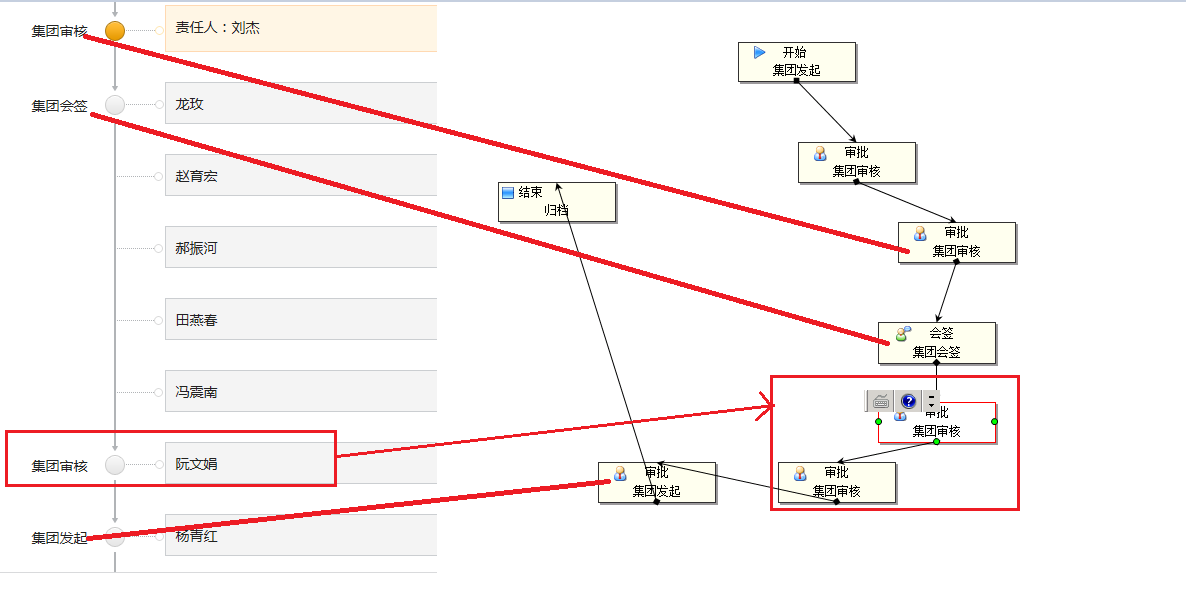 集团审核
责任人：刘杰
集团会签
龙玫
赵育宏
郝振河
田燕春
冯震南
集团审核
阮文娟
集团发起
杨青红
开始
集团发起
审批
集团审核
审批
集团审核
结束
归档
会签
集团会签
审批
集团审核
审批
集团审核
审批
集团发起